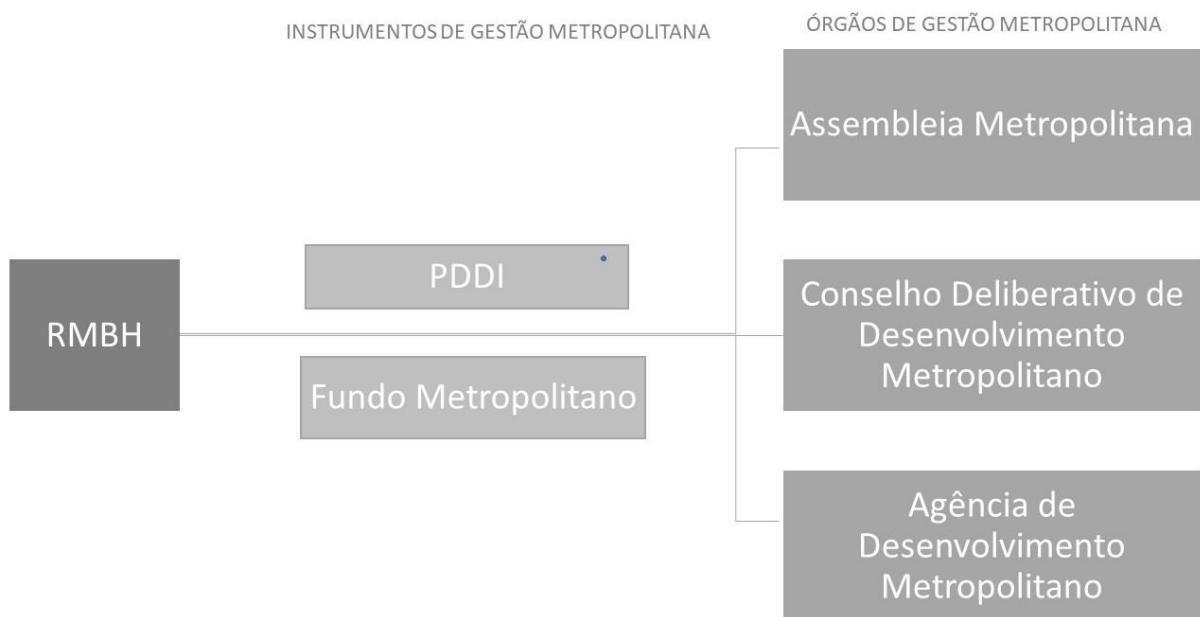 INSTRUMENTOS DE GESTÃO METROPOLITANA
ÓRGÃOS DE GESTÃO METROPOLITANA
RMBH
PDDI
Fundo Metropolitano
Assembleia Metropolitana
Conselho Deliberativo de
Desenvolvimento
Metropolitano
Agência de
Desenvolvimento
Metropolitano